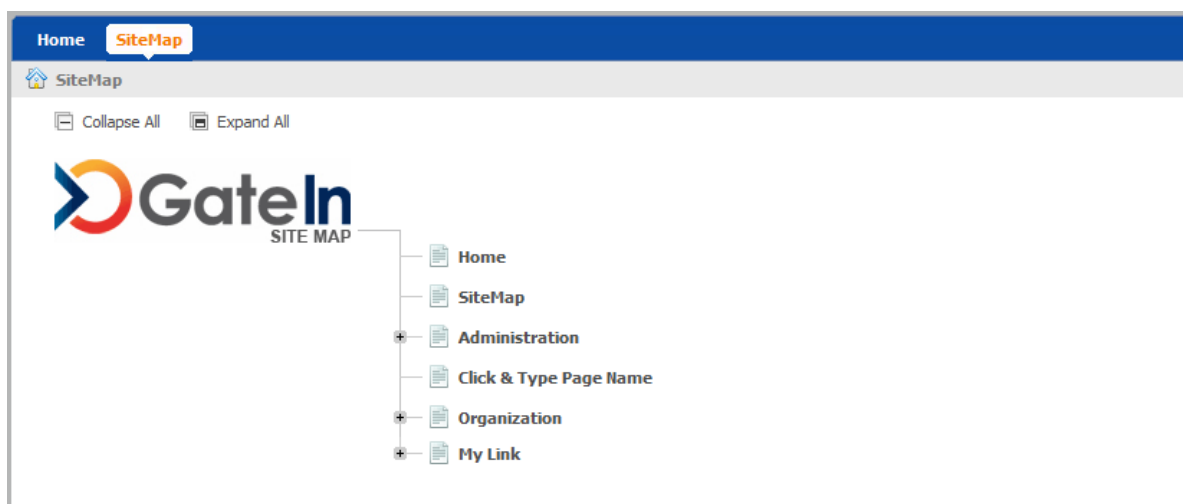 Home SiteMap
SiteMap
Collapse All Expand All
GateIn
SITE MAP
Home
SiteMap
Administration
Click & Type Page Name
Organization
My Link